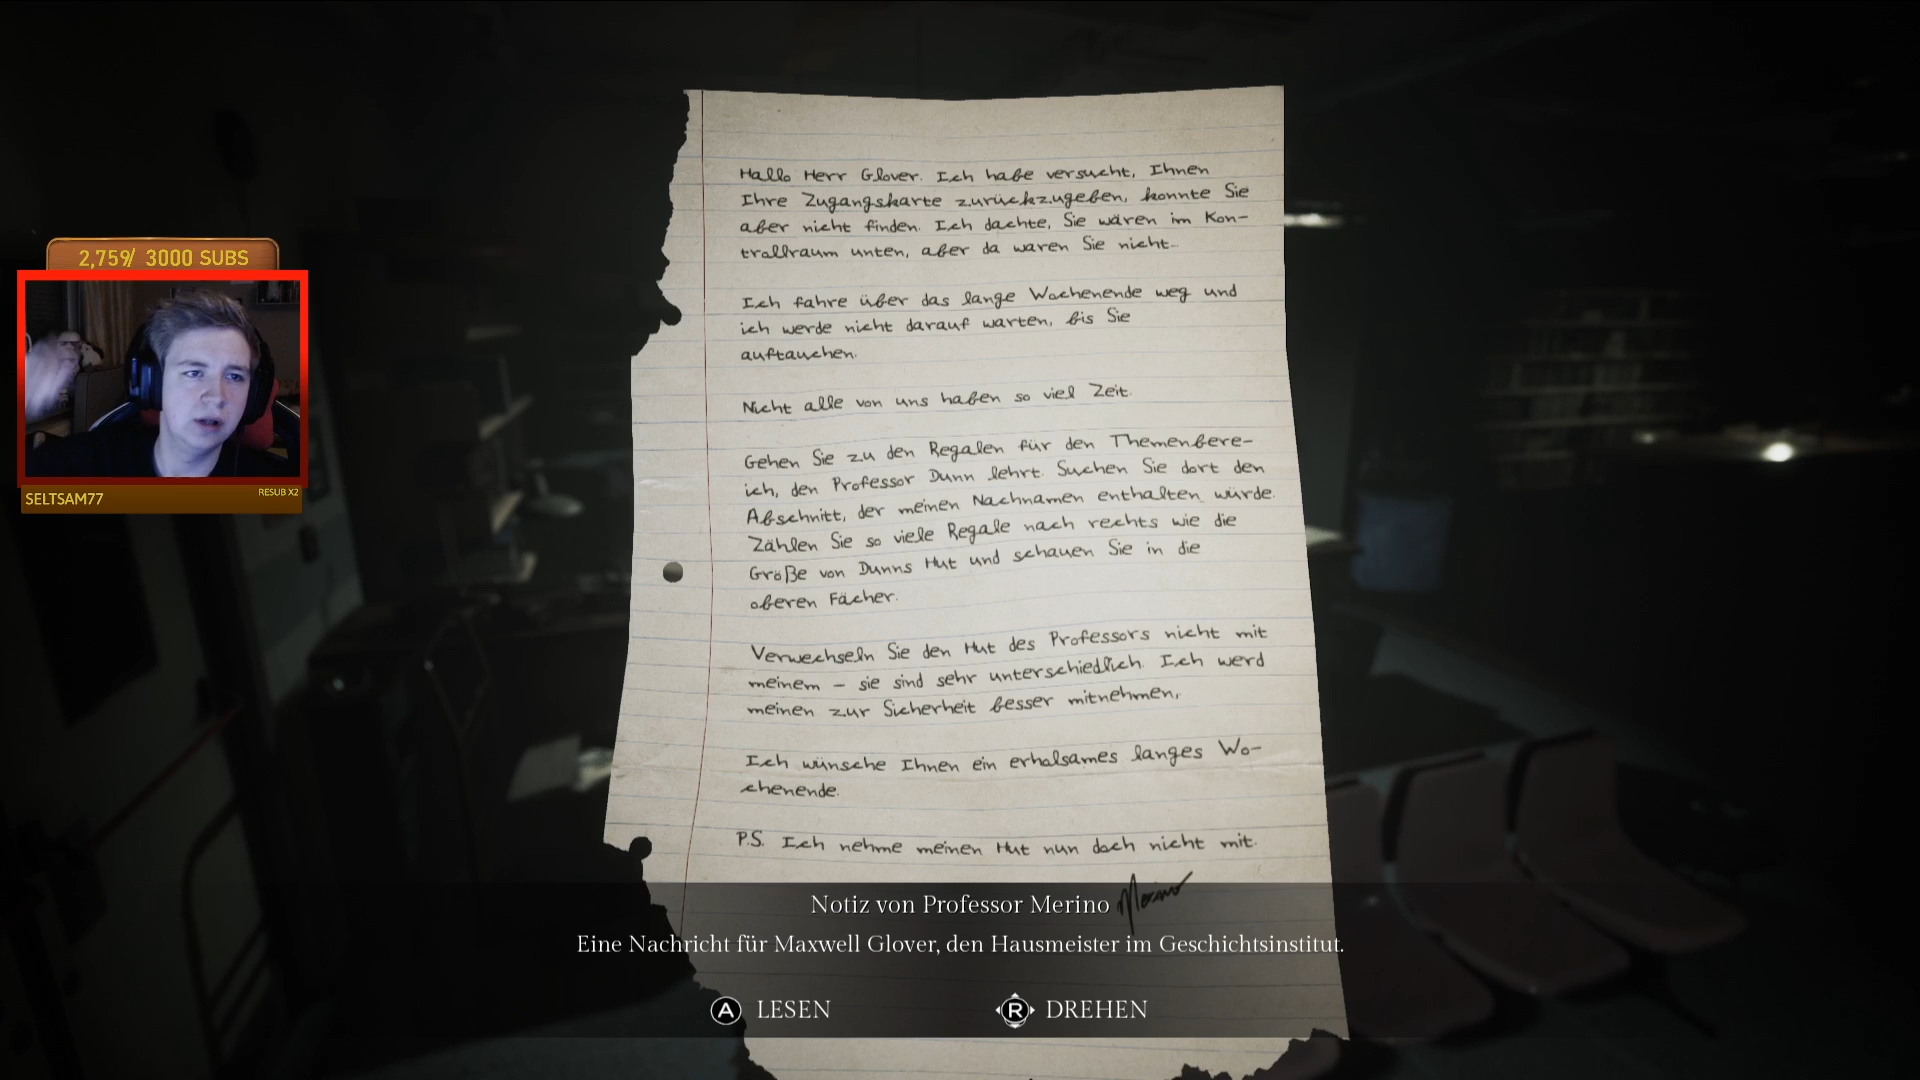 Hallo Herr Glover. Ich habe versucht, Ihnen
Ihre Zugangskarte zurückzugeben, konnte Sie
aber nicht finden. Ich dachte, Sie wären im Kon-
trollraum unten, aber da waren Sie nicht...
Ich fahre über das lange Wochenende weg und
ich werde nicht darauf warten, bis Sie
auftauchen.
Nicht alle von uns haben so viel Zeit.
Gehen Sie zu den Regalen für den Themenbere-
ich, den Professor Dunn lehrt. Suchen Sie dort den
Abschnitt, der meinen Nachnamen enthalten würde.
Zählen Sie so viele Regale nach rechts wie die
Größe von Dunns Hut und schauen Sie in die
oberen Fächer.
Verwechseln Sie den Hut des Professors nicht mit
meinem – sie sind sehr unterschiedlich. Ich werd
meinen zur Sicherheit besser mitnehmen.
Ich wünsche Ihnen ein erholsames langes Wo-
chenende.
P.S. Ich nehme meinen Hut nun doch nicht mit.
Merino
2,759/ 3000 SUBS
SELTSAM77
RESUB X2
Notiz von Professor Merino
Eine Nachricht für Maxwell Glover, den Hausmeister im Geschichtsinstitut.
A LESEN
R DREHEN